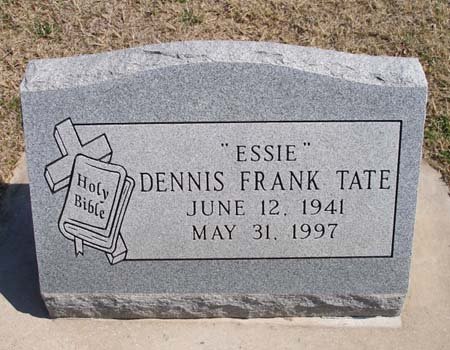 "ESSIE"
DENNIS FRANK TATE
JUNE 12, 1941
MAY 31, 1997
Holy
Bible